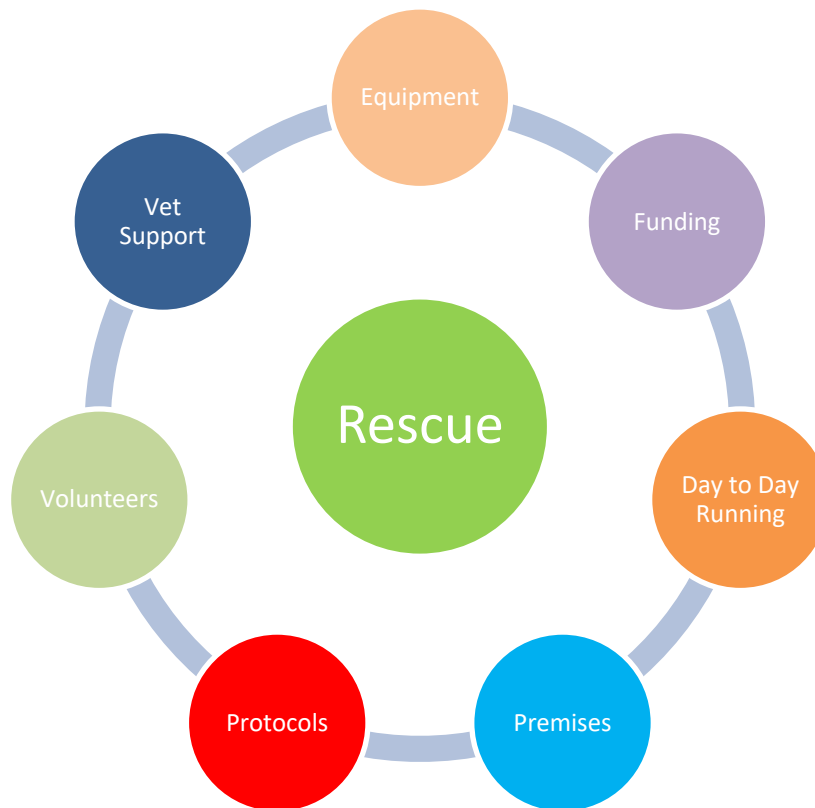 Equipment
Funding
Day to Day
Running
Premises
Protocols
Volunteers
Vet
Support
Rescue